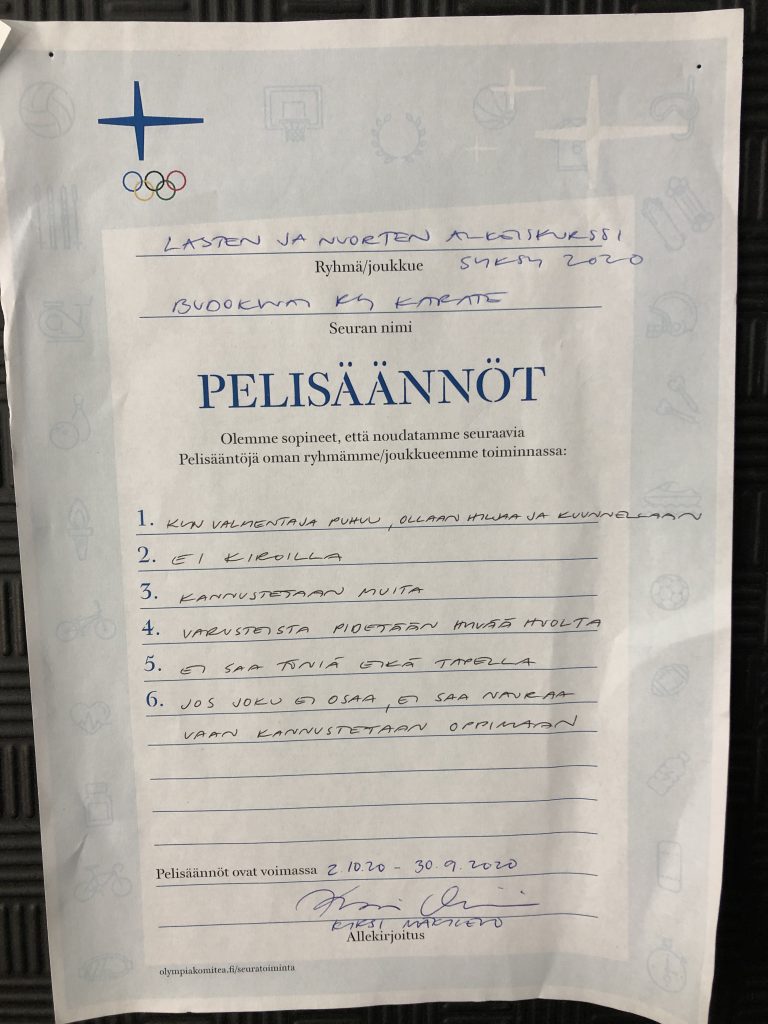 LASTEN JA NUORTEN ALKEISKURSSI
Ryhmä/joukkue SYKSY 2020
BUDOKWAI RY KARATE
Seuran nimi
PELISÄÄNNÖT
Olemme sopineet, että noudatamme seuraavia
Pelisääntöjä oman ryhmämme/joukkueemme toiminnassa:
1. KUN VALMENTAJA PUHUU, OLLAAN HILJAA JA KUUNNELLAAN
2. EI KIROILLA
3. KANNUSTETAAN MUITA
4. VARUSTEISTA PIDETÄÄN HYVÄÄ HUOLTA
5. EI SAA TÖNIÄ EIKÄ TAPELLA
6. JOS JOKU EI OSAA, EI SAA NAURAA
VAAN KANNUSTETAAN OPPIMAAN
Pelisäännöt ovat voimassa 2.10.20 - 30.9.2020
KIRSI
Allekirjoitus
olympiakomitea.fi/seuratoiminta